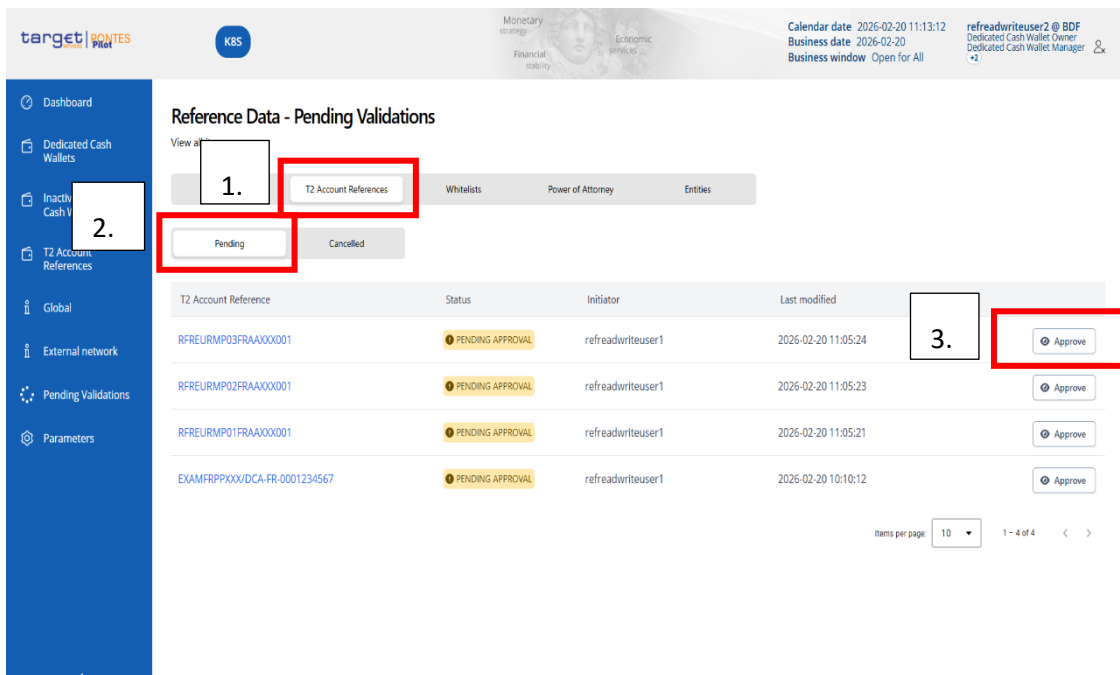 target | PONTES
services Pilot
K8S
Monetary
strategy
Financial
stability
Economic
services
Calendar date 2026-02-20 11:13:12
Business date 2026-02-20
Business window Open for All
refreadwriteuser2 @ BDF
Dedicated Cash Wallet Owner
Dedicated Cash Wallet Manager
+2
Dashboard
Dedicated Cash
Wallets
T2 Account
References
Global
External network
Pending Validations
Parameters
Reference Data - Pending Validations
View
1.
T2 Account References
Whitelists
Power of Attorney
Entities
2.
Pending
Cancelled
T2 Account Reference
Status
Initiator
Last modified
3.
RFREURMP03FRAAXXX001
PENDING APPROVAL
refreadwriteuser1
2026-02-20 11:05:24
Approve
RFREURMP02FRAAXXX001
PENDING APPROVAL
refreadwriteuser1
2026-02-20 11:05:23
Approve
RFREURMP01FRAAXXX001
PENDING APPROVAL
refreadwriteuser1
2026-02-20 11:05:21
Approve
EXAMFRPPXXX/DCA-FR-0001234567
PENDING APPROVAL
refreadwriteuser1
2026-02-20 10:10:12
Approve
Items per page: 10
1 – 4 of 4